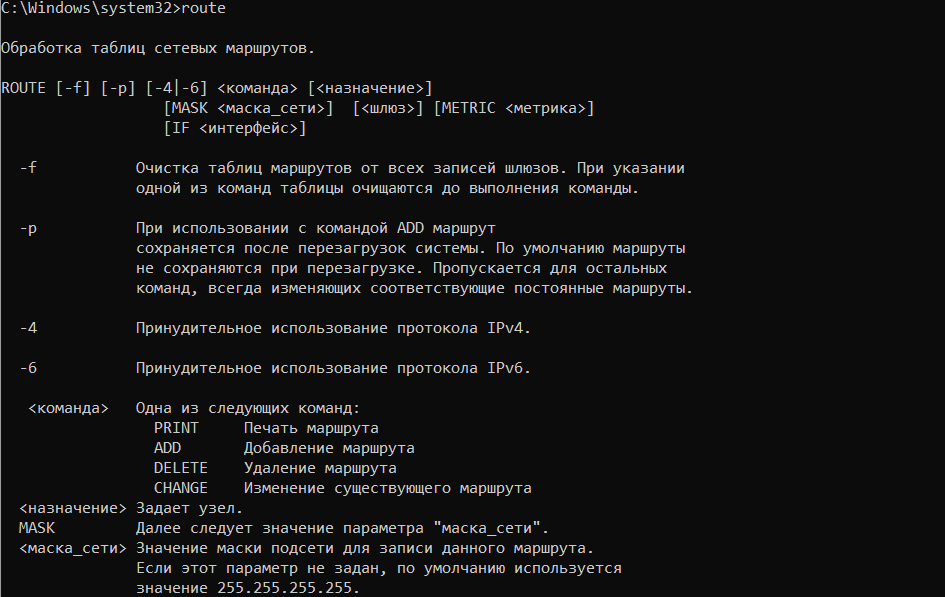 C:\Windows\system32>route
Обработка таблиц сетевых маршрутов.
ROUTE [-f] [-p] [-4|-6] <команда> [<назначение>]
[MASK <маска_сети>] [<шлюз>] [METRIC <метрика>]
[IF <интерфейс>]
-f Очистка таблиц маршрутов от всех записей шлюзов. При указании
одной из команд таблицы очищаются до выполнения команды.
-p При использовании с командой ADD маршрут
сохраняется после перезагрузок системы. По умолчанию маршруты
не сохраняются при перезагрузке. Пропускается для остальных
команд, всегда изменяющих соответствующие постоянные маршруты.
-4 Принудительное использование протокола IPv4.
-6 Принудительное использование протокола IPv6.
<команда> Одна из следующих команд:
PRINT Печать маршрута
ADD Добавление маршрута
DELETE Удаление маршрута
CHANGE Изменение существующего маршрута
<назначение> Задает узел.
MASK Далее следует значение параметра "маска_сети".
<маска_сети> Значение маски подсети для записи данного маршрута.
Если этот параметр не задан, по умолчанию используется
значение 255.255.255.255.